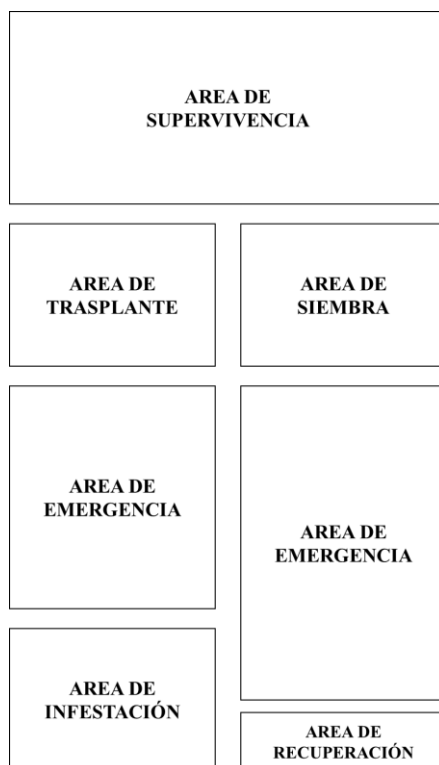 AREA DE
SUPERVIVENCIA
AREA DE
TRASPLANTE
AREA DE
SIEMBRA
AREA DE
EMERGENCIA
AREA DE
EMERGENCIA
AREA DE
INFESTACIÓN
AREA DE
RECUPERACIÓN